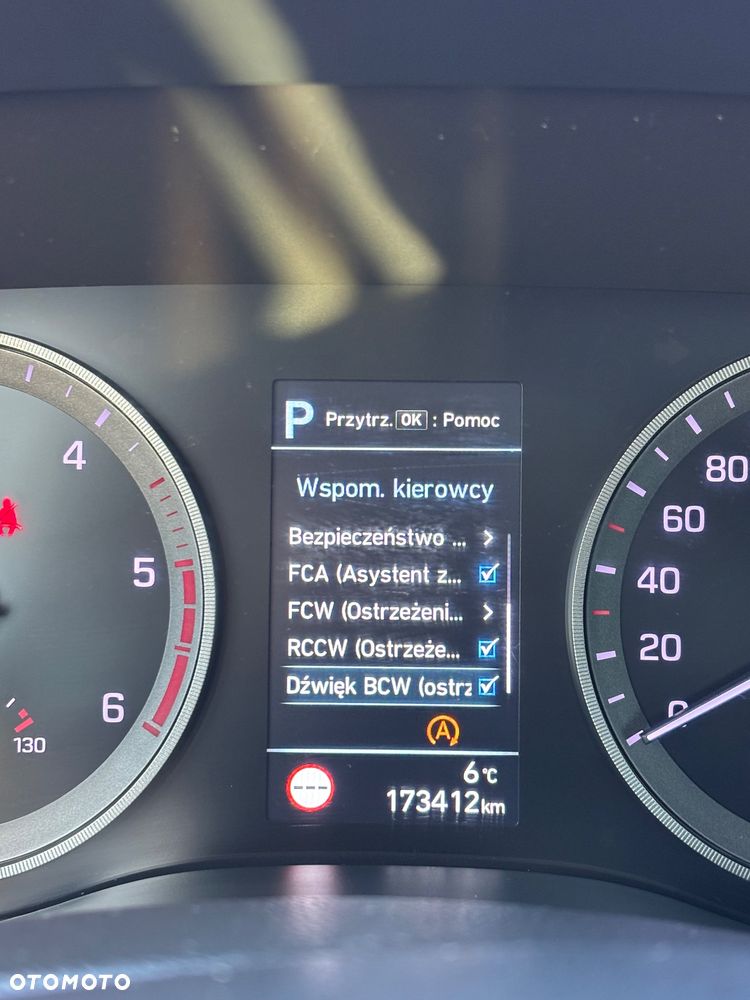 P Przytrz. OK : Pomoc
Wspom. kierowcy
Bezpieczeństwo ... >
FCA (Asystent z...
FCW (Ostrzeżeni... >
RCCW (Ostrzeże...
Dźwięk BCW (ostrz
A
6°C
---
173412km
4
5
6
130
80
60
40
20
0
OTOMOTO